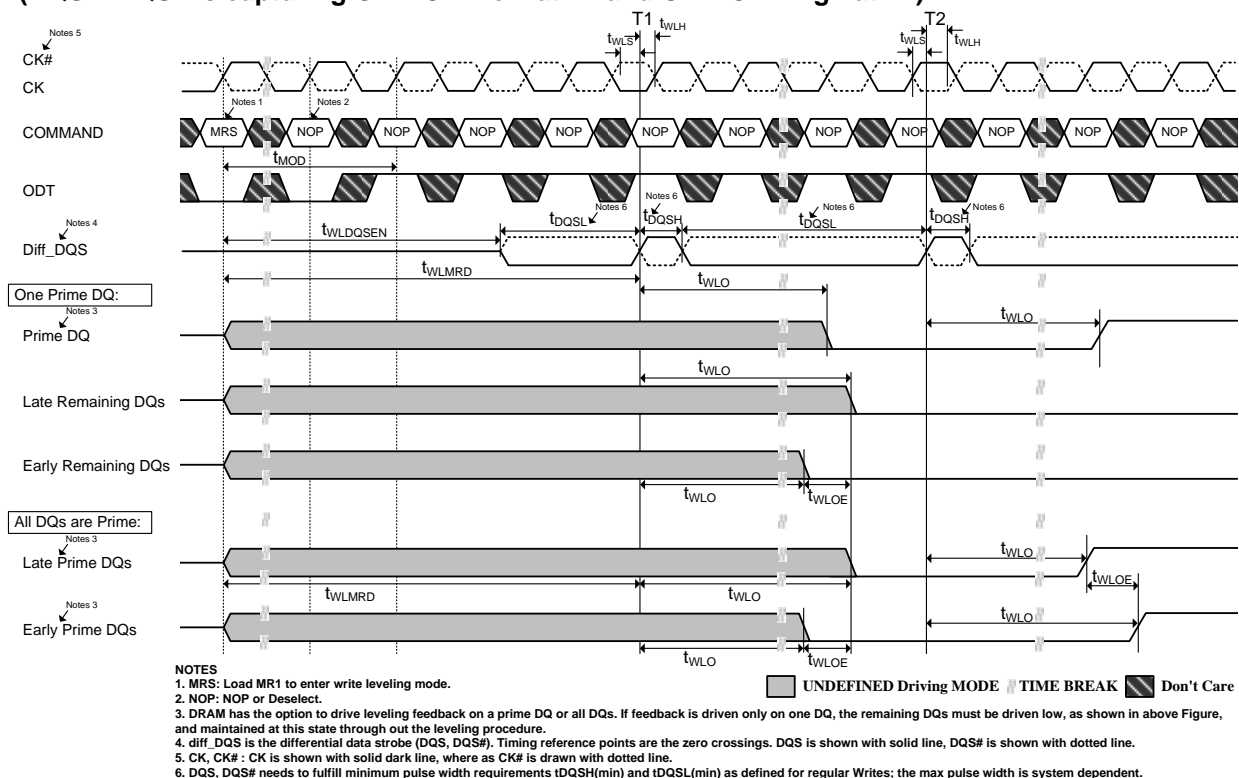 T1 T2
Notes 5
tWLS tWLH tWLS tWLH
CK#
CK
Notes 1 Notes 2
COMMAND MRS NOP NOP NOP NOP NOP NOP NOP NOP NOP NOP NOP
tMOD
ODT
Notes 4 Notes 6 Notes 6 Notes 6 Notes 6
tWLDQSEN tDQSL tDQSH tDQSL tDQSH
Diff_DQS
tWLMRD tWLO
One Prime DQ:
Notes 3
Prime DQ tWLO
tWLO
Late Remaining DQs
Early Remaining DQs
tWLO tWLOE
All DQs are Prime:
Notes 3
Late Prime DQs tWLO
tWLMRD tWLO tWLOE
Notes 3
Early Prime DQs tWLO
tWLO tWLOE
NOTES
1. MRS: Load MR1 to enter write leveling mode.
UNDEFINED Driving MODE TIME BREAK Don't Care
2. NOP: NOP or Deselect.
3. DRAM has the option to drive leveling feedback on a prime DQ or all DQs. If feedback is driven only on one DQ, the remaining DQs must be driven low, as shown in above Figure,
and maintained at this state through out the leveling procedure.
4. diff_DQS is the differential data strobe (DQS, DQS#). Timing reference points are the zero crossings. DQS is shown with solid line, DQS# is shown with dotted line.
5. CK, CK# : CK is shown with solid dark line, where as CK# is drawn with dotted line.
6. DQS, DQS# needs to fulfill minimum pulse width requirements tDQSH(min) and tDQSL(min) as defined for regular Writes; the max pulse width is system dependent.